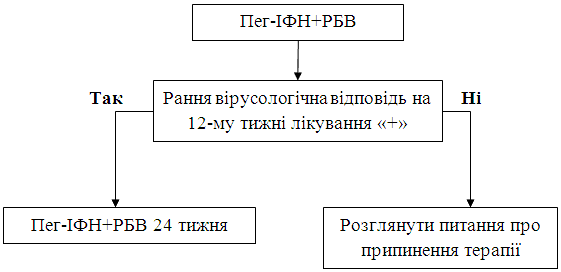 Пег-ІФН+РБВ
Так
Рання вірусологічна відповідь на
12-му тижні лікування «+»
Ні
Пег-ІФН+РБВ 24 тижня
Розглянути питання про
припинення терапії